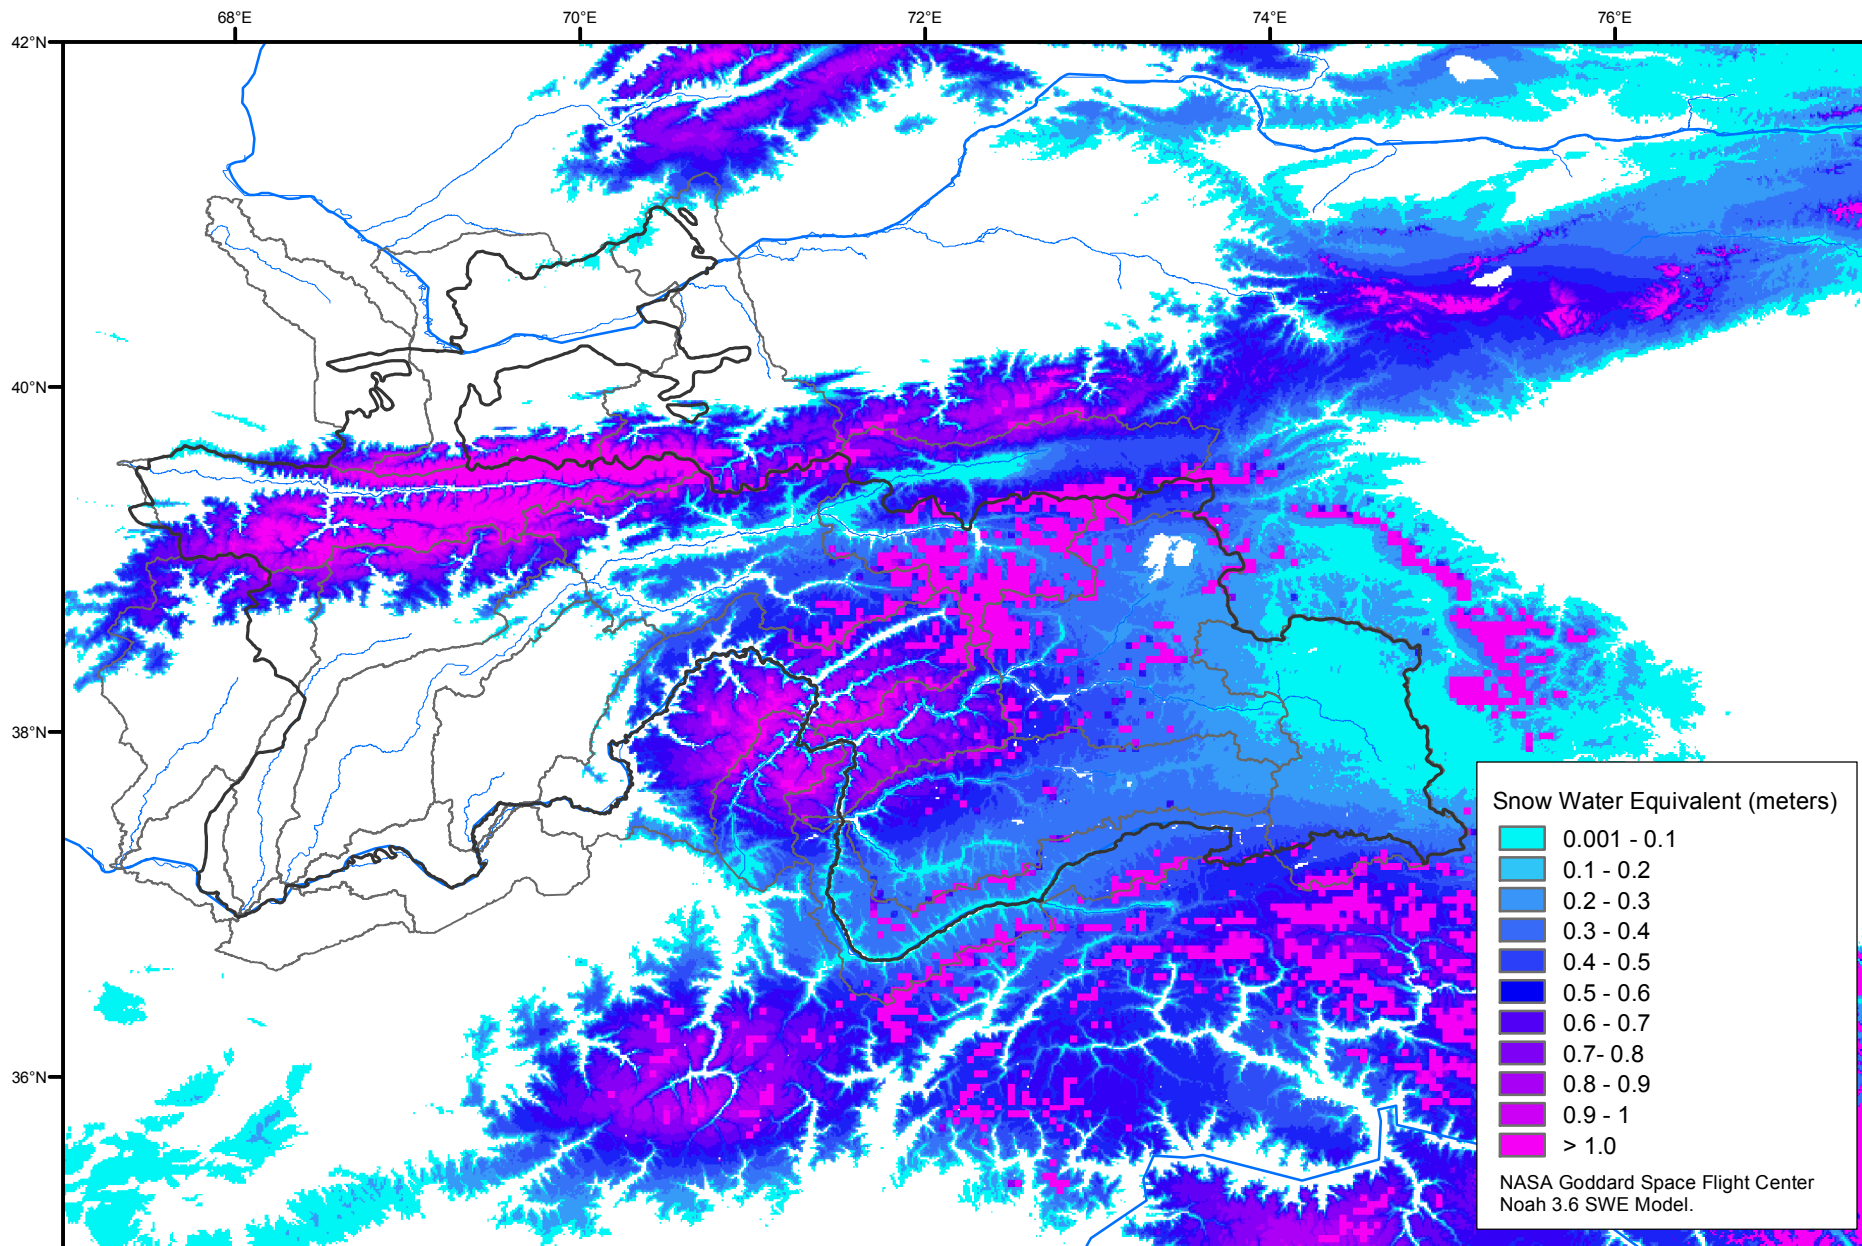 68°E
70°E
72°E
74°E
76°E
42°N
40°N
38°N
36°N
Snow Water Equivalent (meters)
0.001 - 0.1
0.1 - 0.2
0.2 - 0.3
0.3 - 0.4
0.4 - 0.5
0.5 - 0.6
0.6 - 0.7
0.7- 0.8
0.8 - 0.9
0.9 - 1
> 1.0
NASA Goddard Space Flight Center
Noah 3.6 SWE Model.